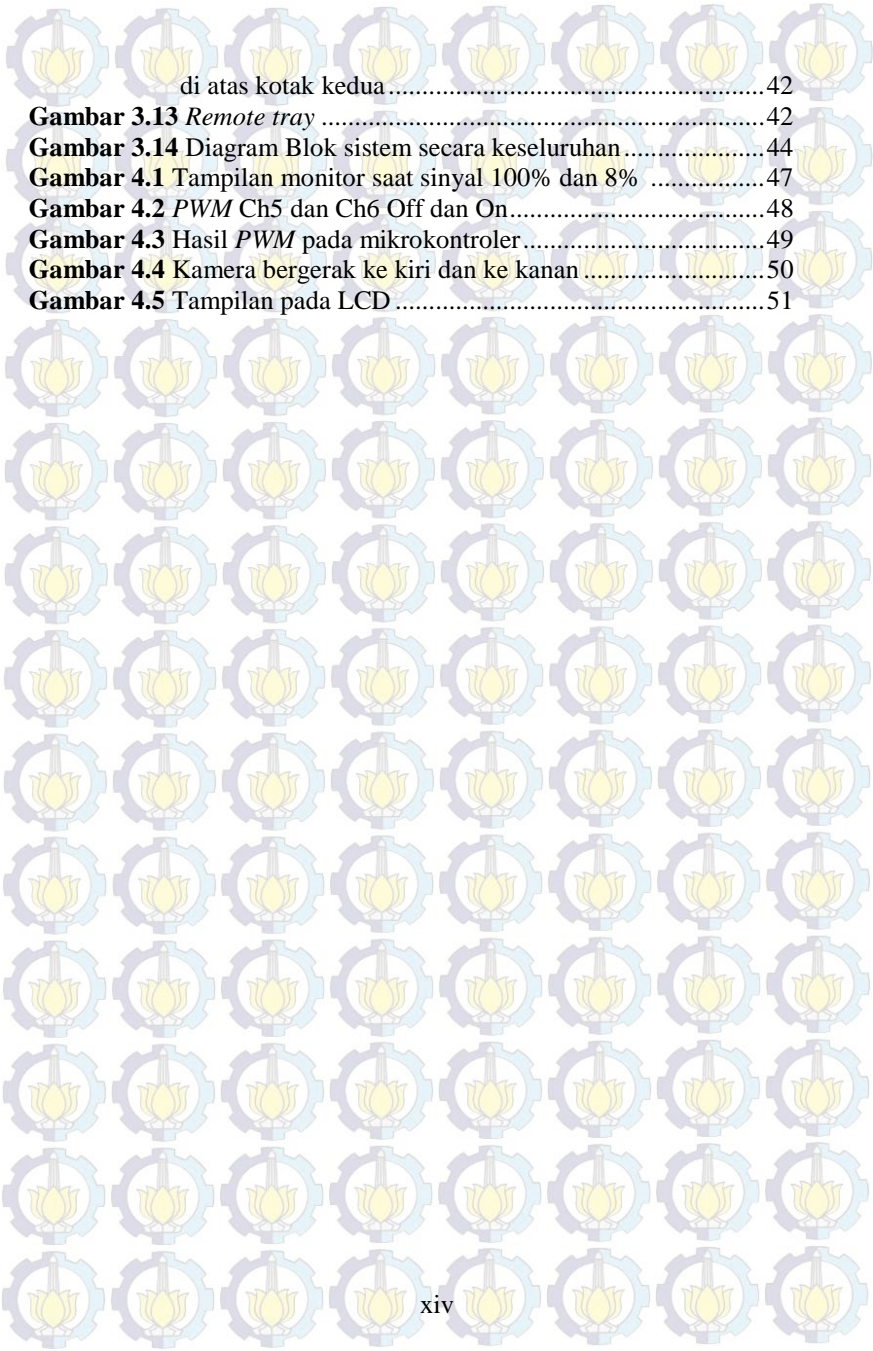 di atas kotak kedua.......................................................... 42
Gambar 3.13 Remote tray .................................................................... 42
Gambar 3.14 Diagram Blok sistem secara keseluruhan ..................... 44
Gambar 4.1 Tampilan monitor saat sinyal 100% dan 8% ................. 47
Gambar 4.2 PWM Ch5 dan Ch6 Off dan On....................................... 48
Gambar 4.3 Hasil PWM pada mikrokontroler..................................... 49
Gambar 4.4 Kamera bergerak ke kiri dan ke kanan ............................ 50
Gambar 4.5 Tampilan pada LCD ......................................................... 51
xiv